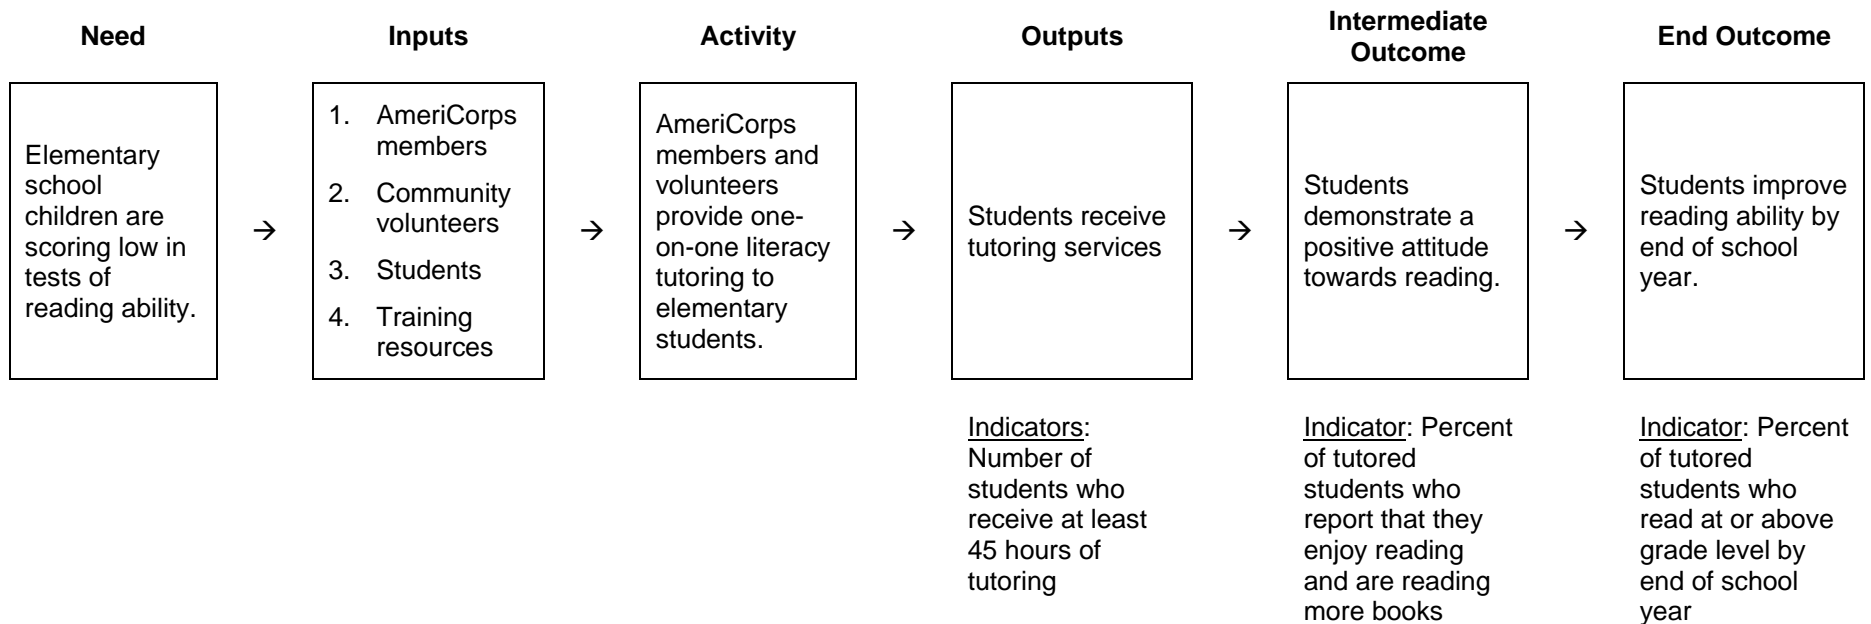 Need
Inputs
Activity
Outputs
Intermediate
Outcome
End Outcome
Elementary
school
children are
scoring low in
tests of
reading ability.
→
1. AmeriCorps
members
2. Community
volunteers
3. Students
4. Training
resources
→
AmeriCorps
members and
volunteers
provide one-
on-one literacy
tutoring to
elementary
students.
→
Students receive
tutoring services
→
Students
demonstrate a
positive attitude
towards reading.
→
Students improve
reading ability by
end of school
year.
Indicators:
Number of
students who
receive at least
45 hours of
tutoring
Indicator: Percent
of tutored
students who
report that they
enjoy reading
and are reading
more books
Indicator: Percent
of tutored
students who
read at or above
grade level by
end of school
year